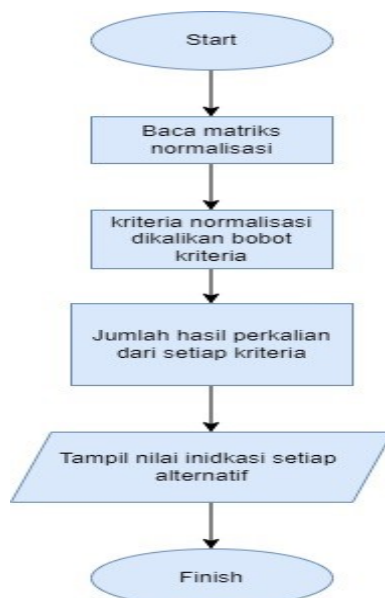 Start
Baca matriks
normalisasi
kriteria normalisasi
dikalikan bobot
kriteria
Jumlah hasil perkalian
dari setiap kriteria
Tampil nilai inidkasi setiap
alternatif
Finish